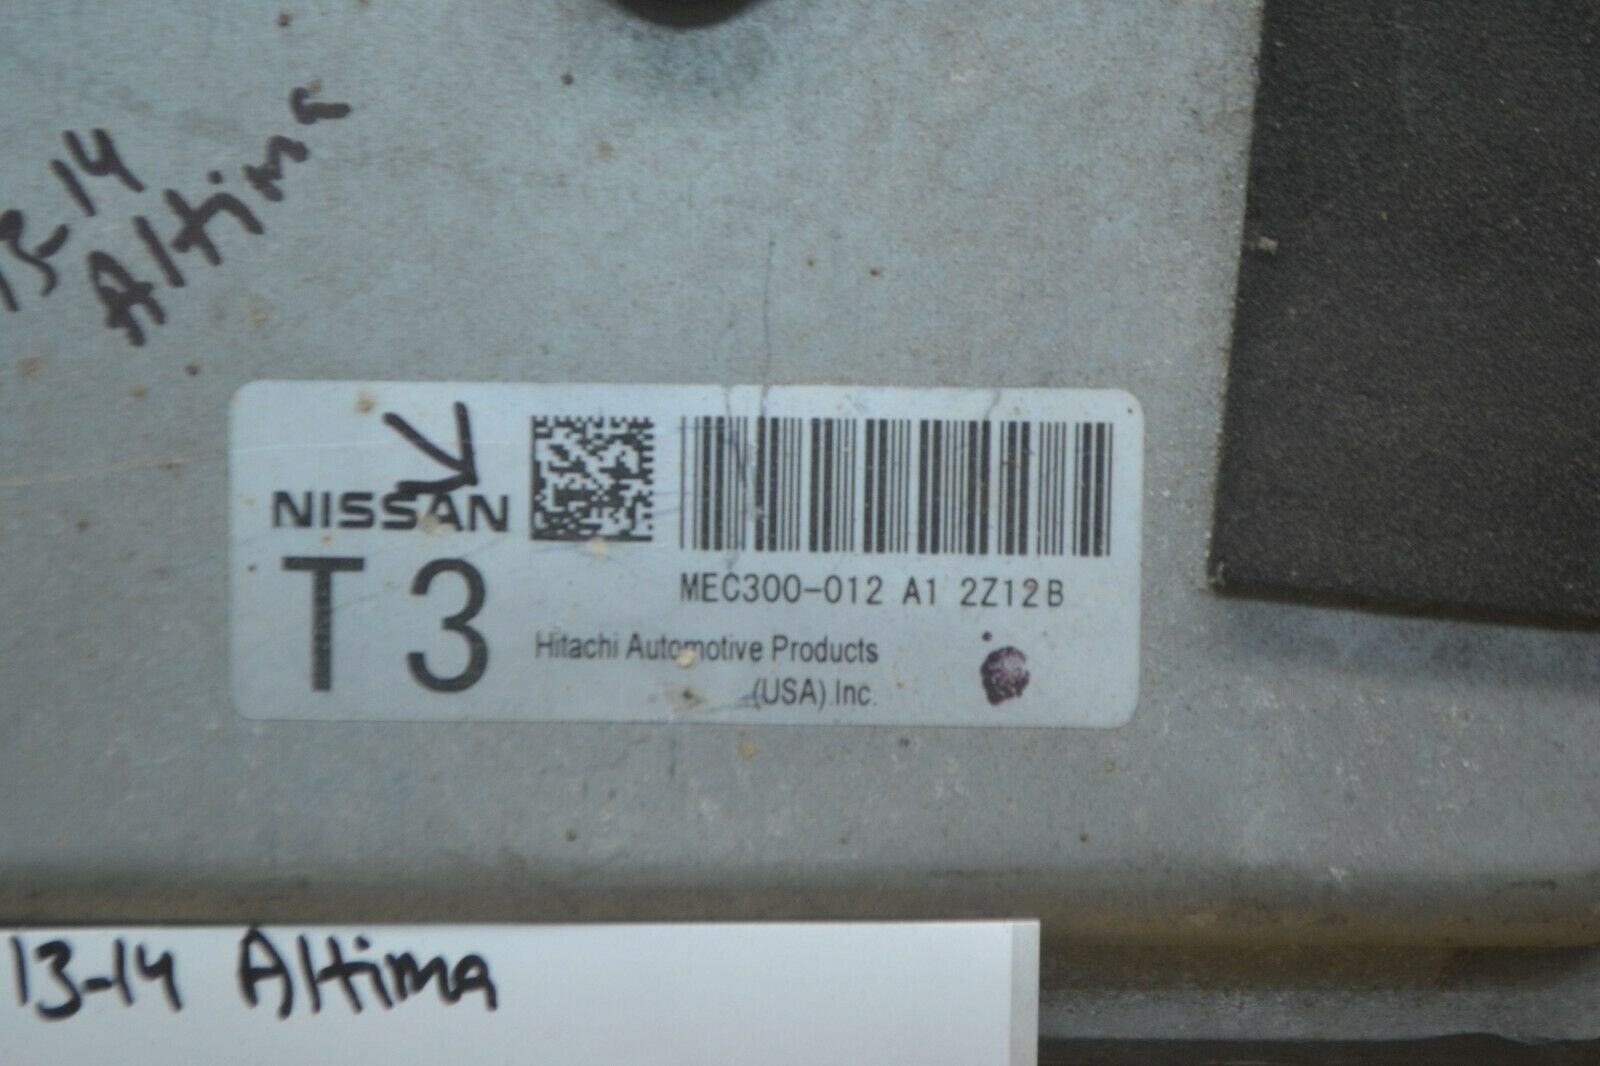 13-14
Altima
NISSAN
T3
MEC300-012 A1 2Z12B
Hitachi Automotive Products
(USA) Inc.
13-14 Altima